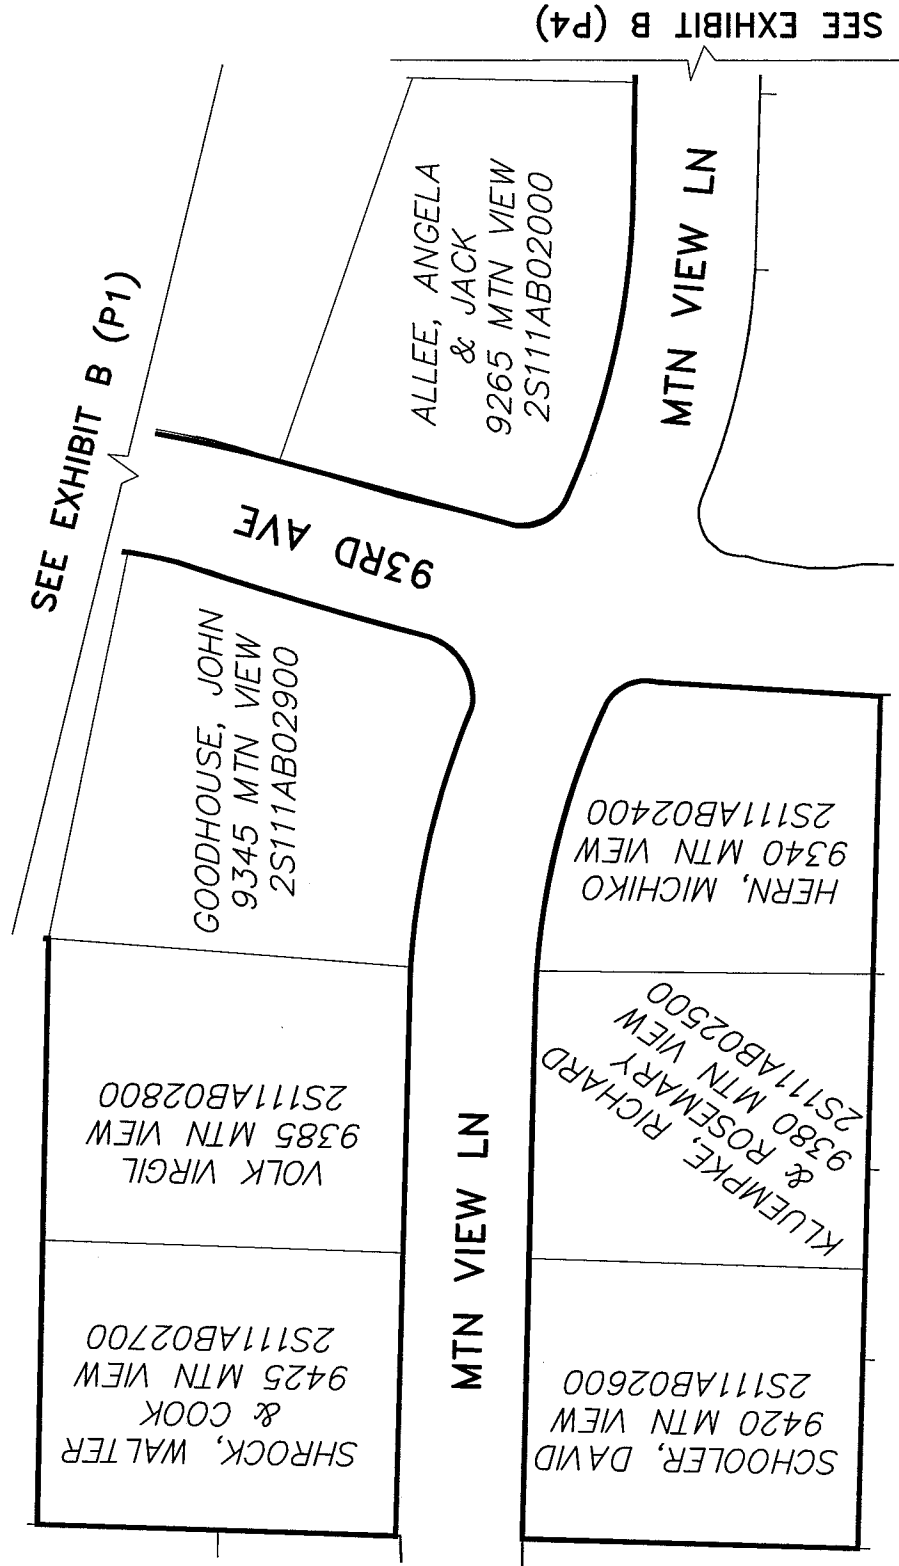 SEE EXHIBIT B (P4)
SEE EXHIBIT B (P1)
ALLEE, ANGELA
& JACK
9265 MTN VIEW
2S111AB02000
MTN VIEW LN
93RD AVE
GOODHOUSE, JOHN
9345 MTN VIEW
2S111AB02900
HERN, MICHIKO
9340 MTN VIEW
2S111AB02400
VOLK VIRGIL
9385 MTN VIEW
2S111AB02800
MTN VIEW LN
KLUEMPKE, RICHARD
& ROSEMARY
9380 MTN VIEW
2S111AB02500
SHROCK, WALTER
& COOK
9425 MTN VIEW
2S111AB02700
SCHOOLER, DAVID
9420 MTN VIEW
2S111AB02600